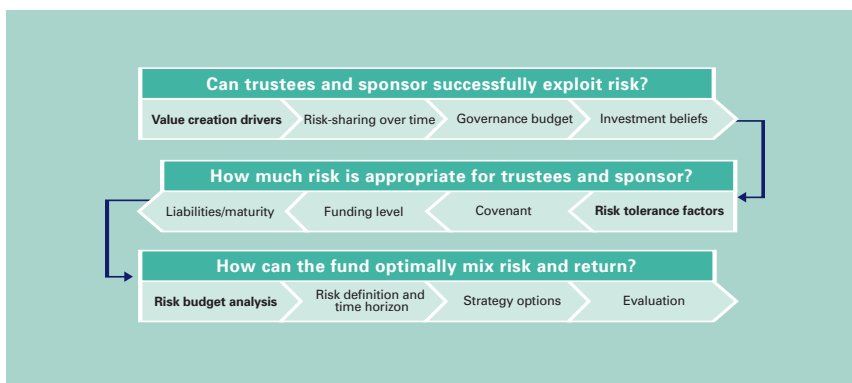 Can trustees and sponsor successfully exploit risk?
Value creation drivers Risk-sharing over time Governance budget Investment beliefs
How much risk is appropriate for trustees and sponsor?
Liabilities/maturity Funding level Covenant Risk tolerance factors
How can the fund optimally mix risk and return?
Risk budget analysis
Risk definition and
time horizon
Strategy options
Evaluation